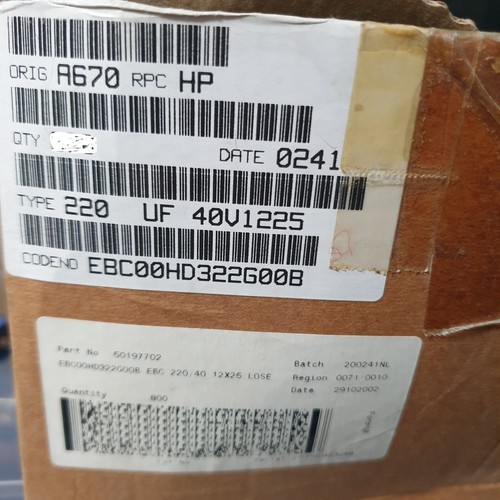 ORIG A670 RPC HP
QTY
DATE 0241
TYPE 220 UF 40V1225
CODENO EBC00HD322G00B
Part No 50197702
EBC00HD322G00B EBC 220/40 12X25 LOSE
Batch 200241NL
Region 0071-0010
Date 29102002
Quantity 800